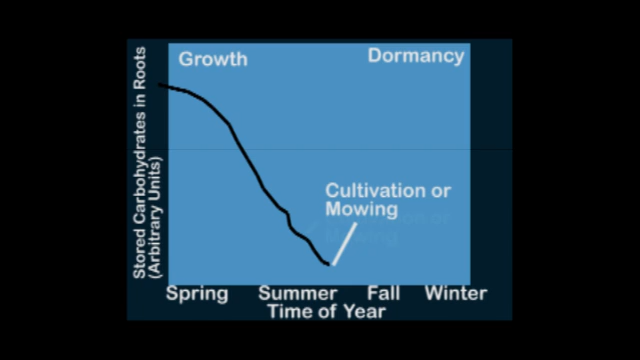 Growth
Dormancy
Stored Carbohydrates in Roots
(Arbitrary Units)
Cultivation or
Mowing
Spring Summer Fall Winter
Time of Year